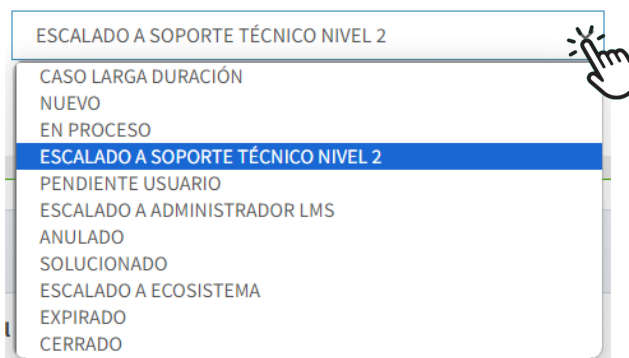 ESCALADO A SOPORTE TÉCNICO NIVEL 2
CASO LARGA DURACIÓN
NUEVO
EN PROCESO
ESCALADO A SOPORTE TÉCNICO NIVEL 2
PENDIENTE USUARIO
ESCALADO A ADMINISTRADOR LMS
ANULADO
SOLUCIONADO
ESCALADO A ECOSISTEMA
EXPIRADO
CERRADO